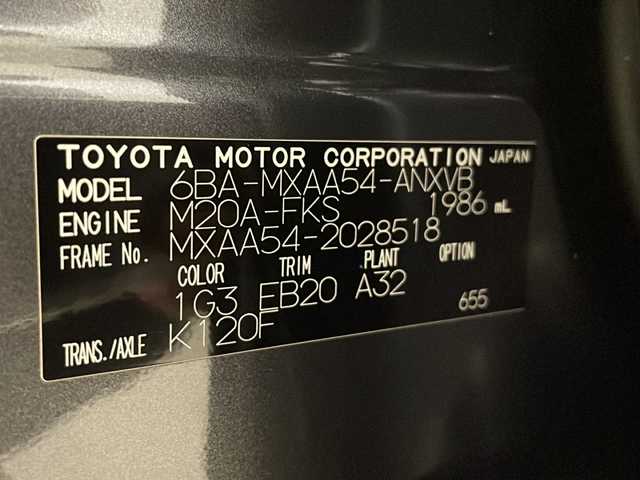 TOYOTA MOTOR CORPORATION JAPAN
MODEL 6BA-MXAA54-ANXVB
ENGINE M20A-FKS 1986 mL
FRAME No. MXAA54-2028518
COLOR TRIM PLANT OPTION
1G3 EB20 A32
655
TRANS./AXLE K120F